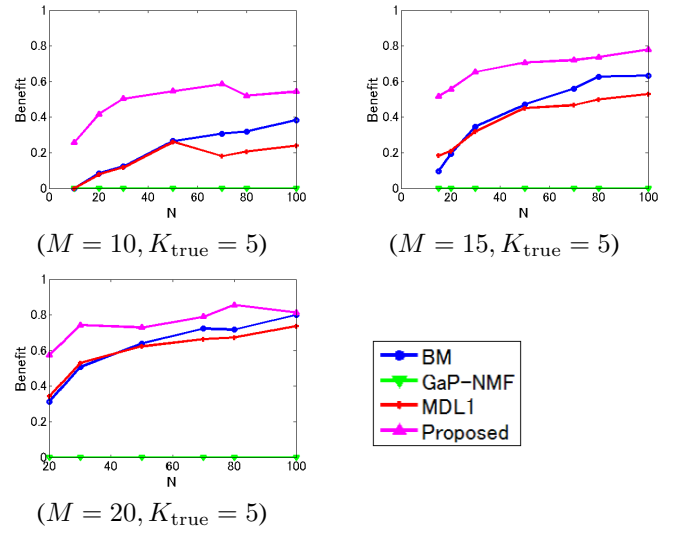 1
0.8
0.6
0.4
0.2
0
Benefit
0 20 40 60 80 100
N
(M = 10, K_true = 5)
1
0.8
0.6
0.4
0.2
0
Benefit
0 20 40 60 80 100
N
(M = 15, K_true = 5)
1
0.8
0.6
0.4
0.2
0
Benefit
20 40 60 80 100
N
(M = 20, K_true = 5)
BM
GaP-NMF
MDL1
Proposed